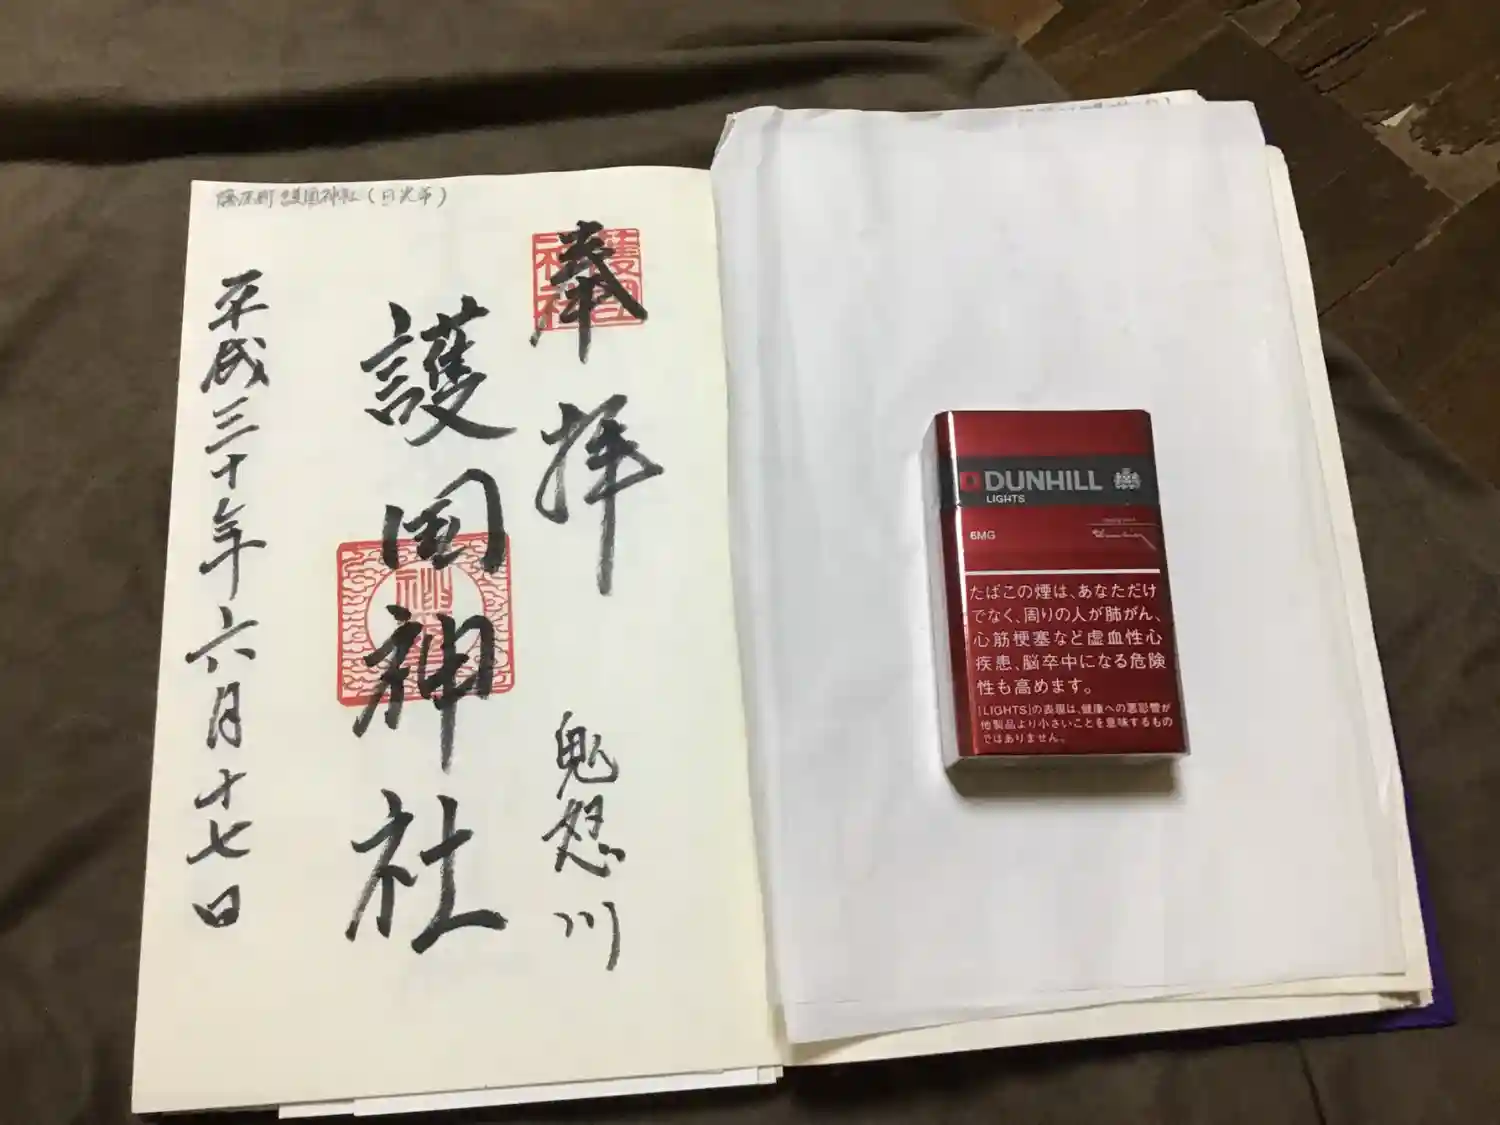 藤原町 護国神社(日光市)
奉拝 鬼怒川
護国神社
平成三十年六月十七日
護国
神社
DUNHILL
LIGHTS
6MG
たばこの煙は、あなただけ
でなく、周りの人が肺がん、
心筋梗塞など虚血性心
疾患、脳卒中になる危険
性も高めます。
「LIGHTS」の表現は、健康への悪影響が
他製品より小さいことを意味するもの
ではありません。